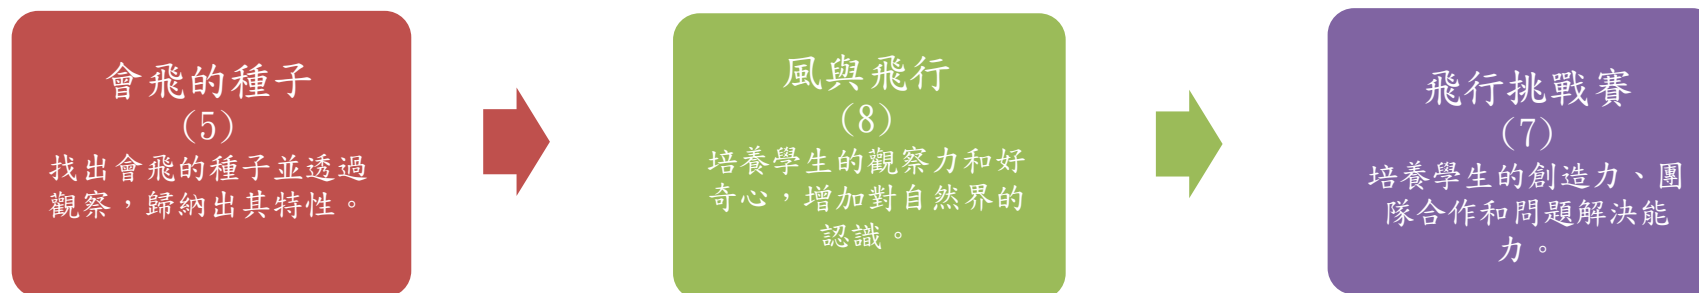 會飛的種子
(5)
找出會飛的種子並透過
觀察，歸納出其特性。
風與飛行
(8)
培養學生的觀察力和好
奇心，增加對自然界的
認識。
飛行挑戰賽
(7)
培養學生的創造力、團
隊合作和問題解決能
力。